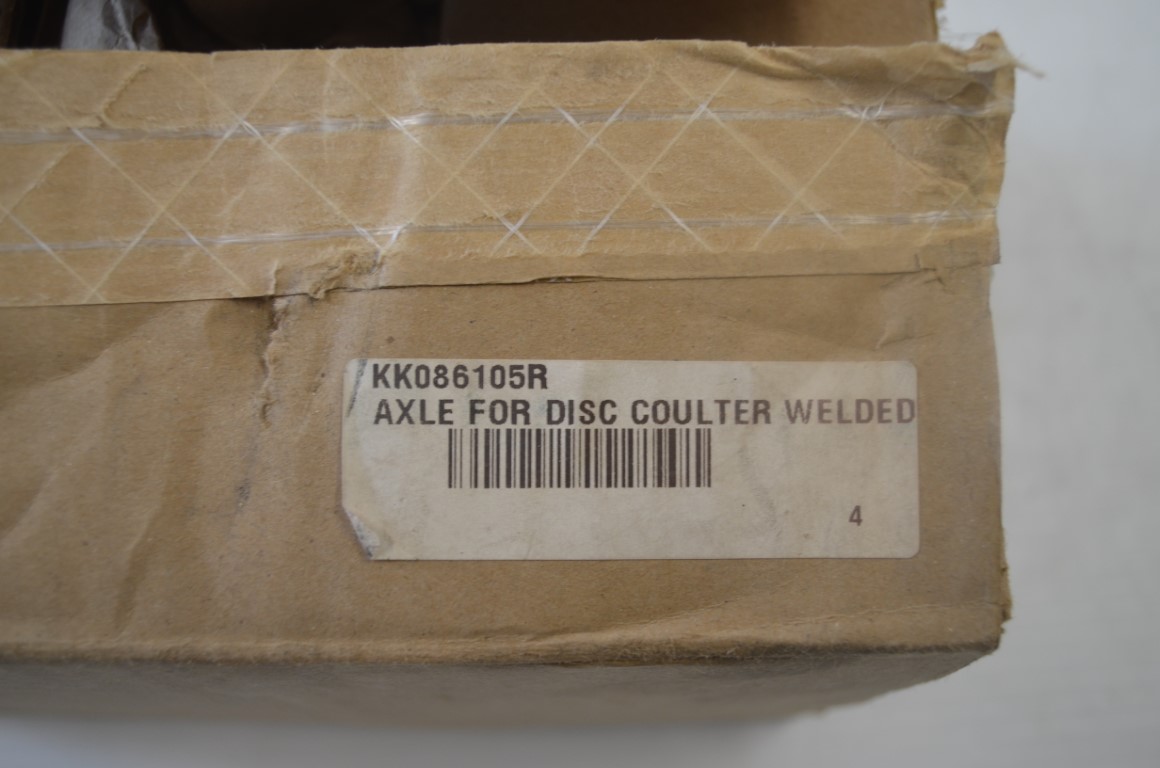 KK086105R
AXLE FOR DISC COULTER WELDED
4